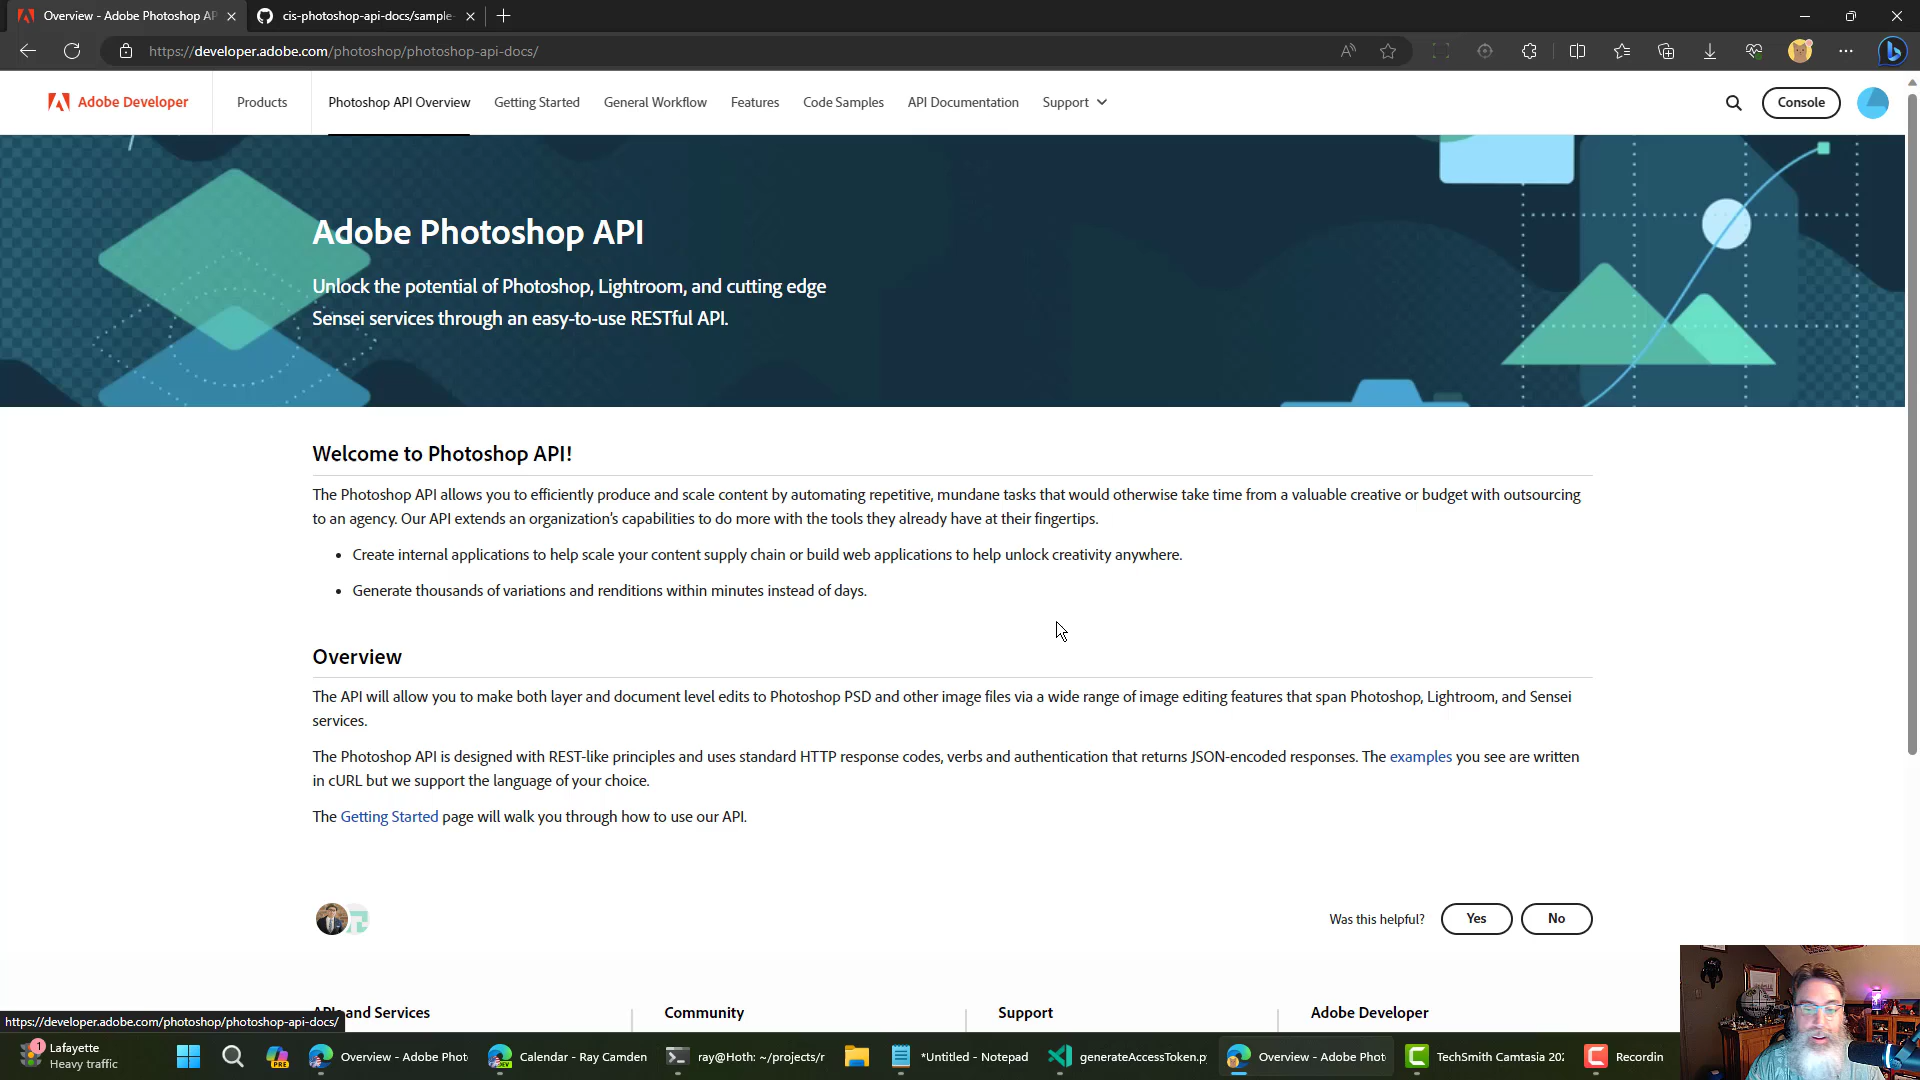 Overview - Adobe Photoshop AP
cis-photoshop-api-docs/sample-
https://developer.adobe.com/photoshop/photoshop-api-docs/
Adobe Developer
Products
Photoshop API Overview
Getting Started
General Workflow
Features
Code Samples
API Documentation
Support
Console
Adobe Photoshop API
Unlock the potential of Photoshop, Lightroom, and cutting edge
Sensei services through an easy-to-use RESTful API.
Welcome to Photoshop API!
The Photoshop API allows you to efficiently produce and scale content by automating repetitive, mundane tasks that would otherwise take time from a valuable creative or budget with outsourcing
to an agency. Our API extends an organization's capabilities to do more with the tools they already have at their fingertips.
• Create internal applications to help scale your content supply chain or build web applications to help unlock creativity anywhere.
• Generate thousands of variations and renditions within minutes instead of days.
Overview
The API will allow you to make both layer and document level edits to Photoshop PSD and other image files via a wide range of image editing features that span Photoshop, Lightroom, and Sensei
services.
The Photoshop API is designed with REST-like principles and uses standard HTTP response codes, verbs and authentication that returns JSON-encoded responses. The examples you see are written
in cURL but we support the language of your choice.
The Getting Started page will walk you through how to use our API.
Was this helpful?
Yes
No
APIs and Services
Community
Support
Adobe Developer
https://developer.adobe.com/photoshop/photoshop-api-docs/
1
Lafayette
Heavy traffic
PRE
Overview - Adobe Phot
DEV
Calendar - Ray Camden
ray@Hoth: ~/projects/r
*Untitled - Notepad
generateAccessToken.p
Overview - Adobe Phot
TechSmith Camtasia 202
Recordin